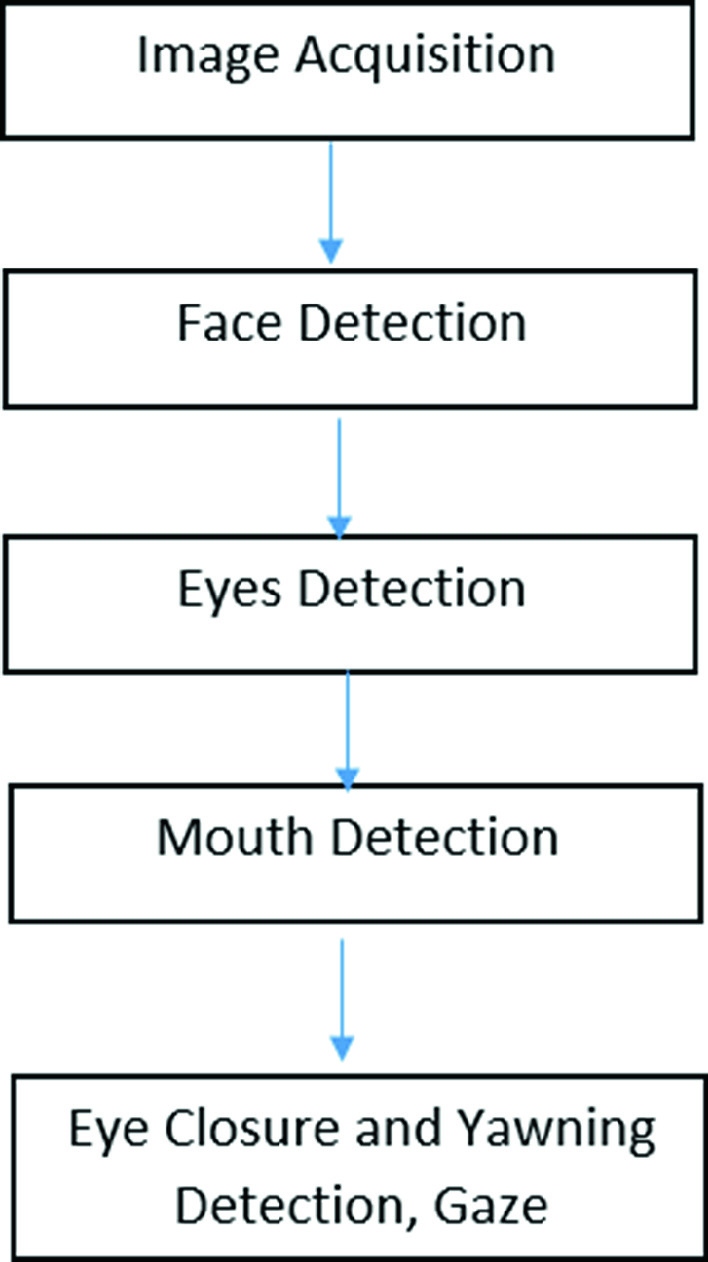 Image Acquisition
Face Detection
Eyes Detection
Mouth Detection
Eye Closure and Yawning
Detection, Gaze